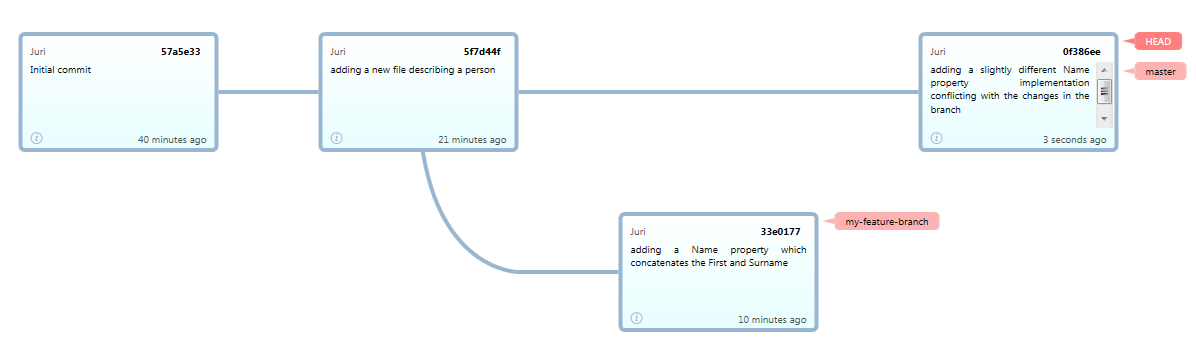 Juri 57a5e33
Initial commit
40 minutes ago
Juri 5f7d44f
adding a new file describing a person
21 minutes ago
Juri 0f386ee
adding a slightly different Name
property implementation
conflicting with the changes in the
branch
3 seconds ago
HEAD
master
Juri 33e0177
adding a Name property which
concatenates the First and Surname
10 minutes ago
my-feature-branch